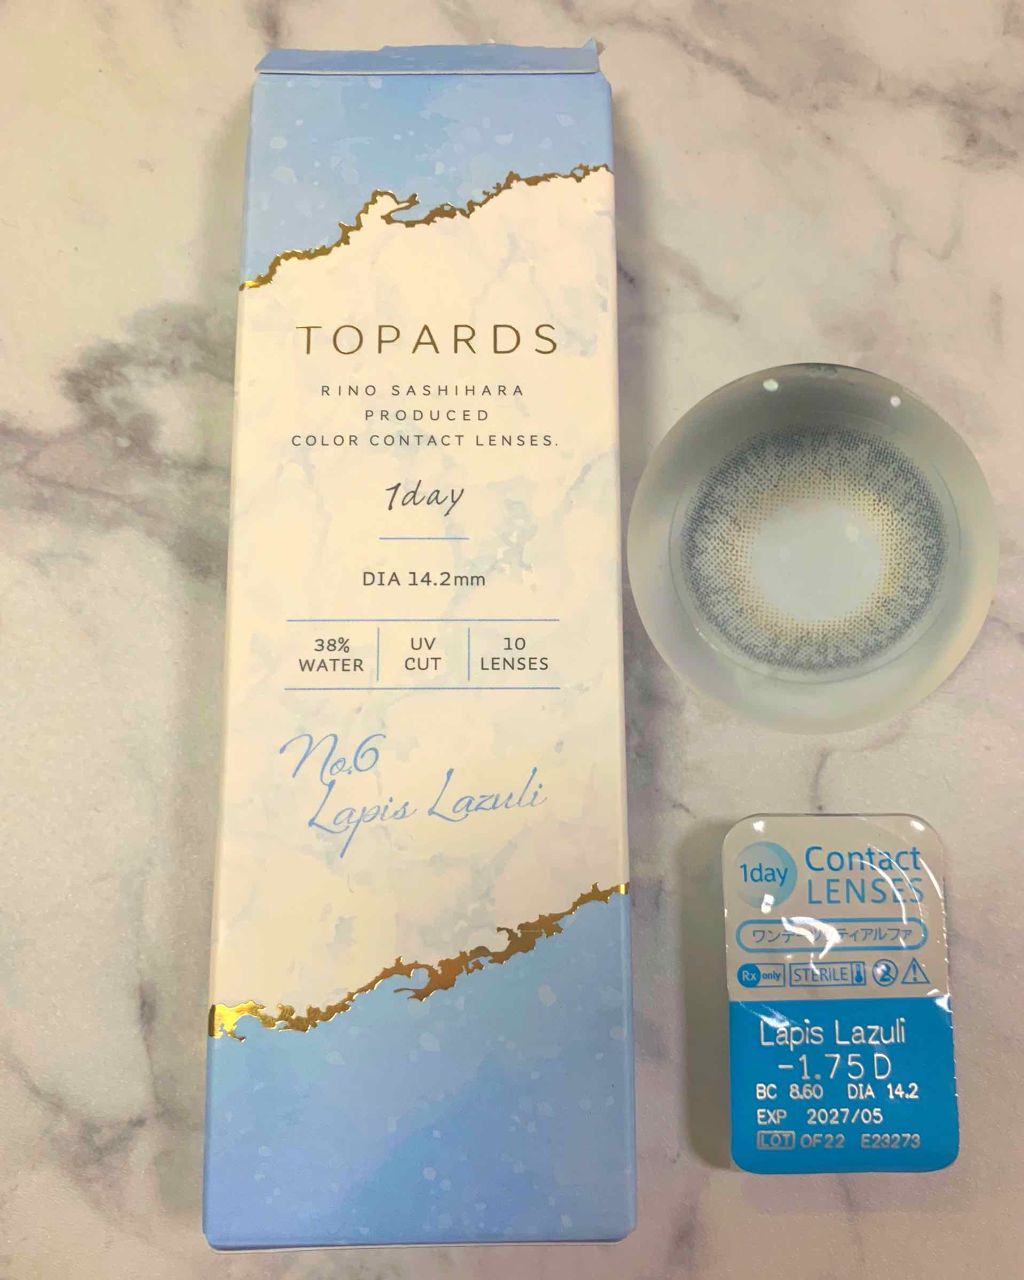 TOPARDS
RINO SASHIHARA
PRODUCED
COLOR CONTACT LENSES.
1day
DIA 14.2mm
38%
WATER
UV
CUT
10
LENSES
No.6
Lapis Lazuli
1day
Contact
LENSES
Rx only
STERILE
2
Lapis Lazuli
-1.75D
BC 8.60 DIA 14.2
EXP 2027/05
LOT OF22 E23273